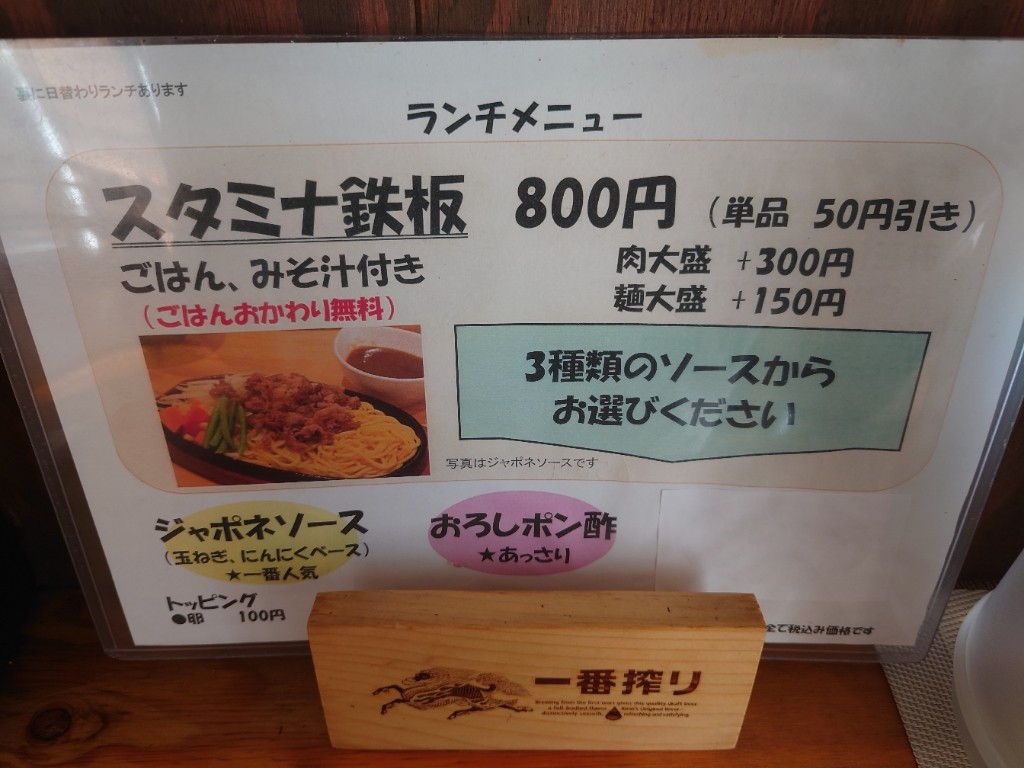 裏に日替わりランチあります
ランチメニュー
スタミナ鉄板 800円 (単品 50円引き)
ごはん、みそ汁付き
(ごはんおかわり無料)
肉大盛 +300円
麺大盛 +150円
3種類のソースから
お選びください
写真はジャポネソースです
ジャポネソース
(玉ねぎ、にんにくベース)
★一番人気
おろしポン酢
★あっさり
トッピング
●卵 100円
全て税込み価格です
一番搾り